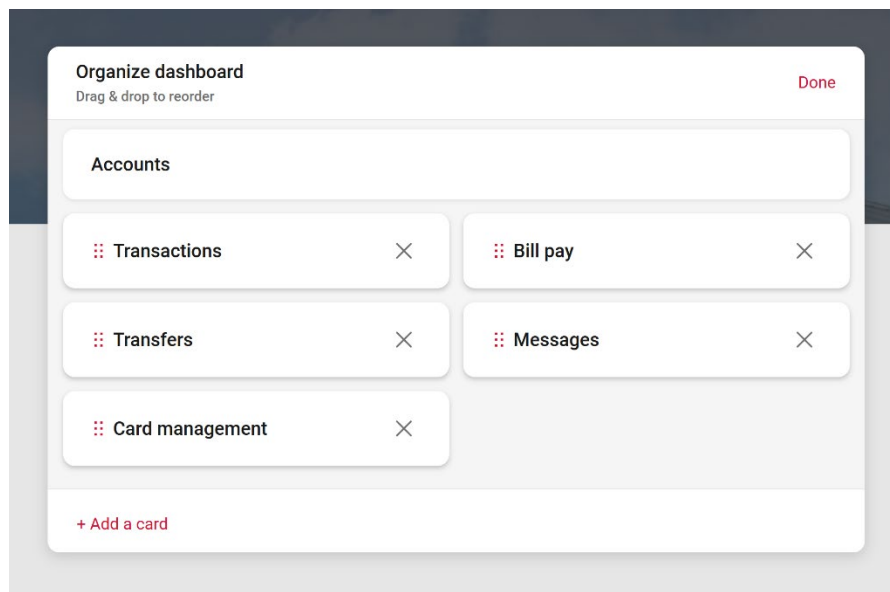 Organize dashboard
Drag & drop to reorder
Done
Accounts
Transactions
Bill pay
Transfers
Messages
Card management
+ Add a card